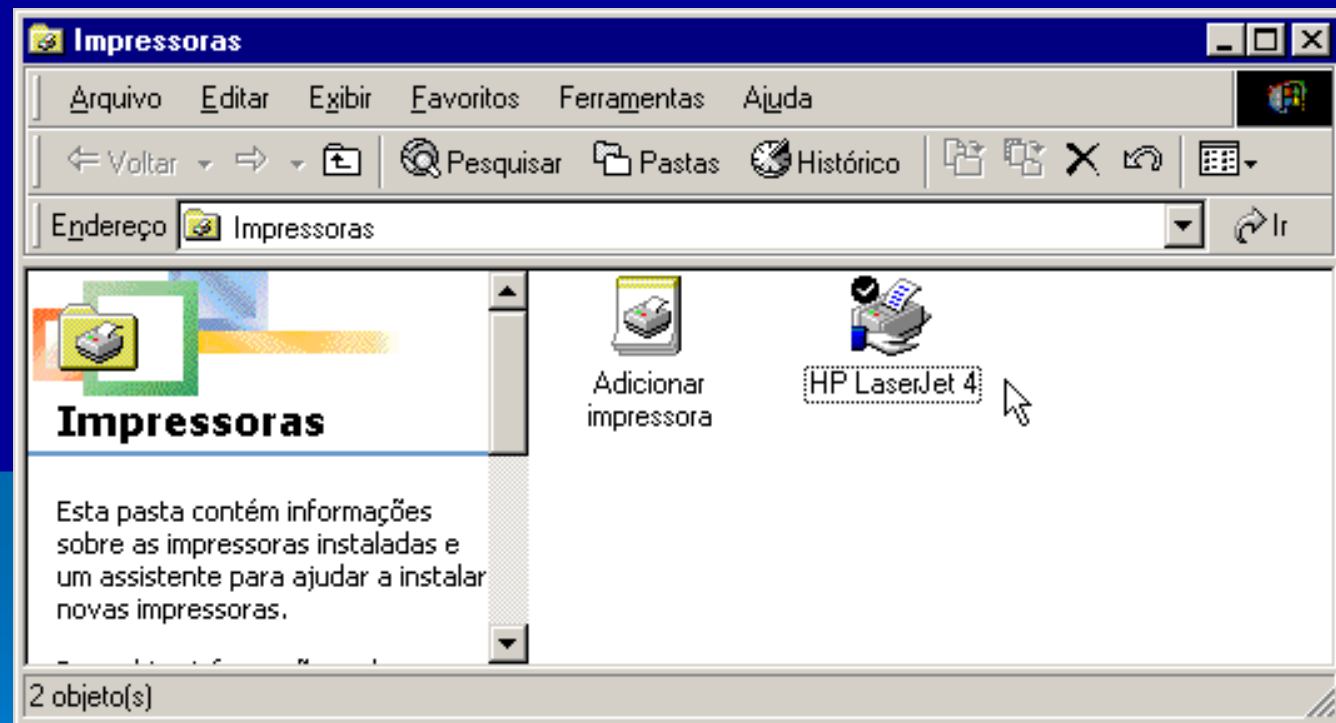 Impressoras
Arquivo Editar Exibir Favoritos Ferramentas Ajuda
Voltar Pesquisar Pastas Histórico
Endereço Impressoras Ir
Impressoras
Esta pasta contém informações
sobre as impressoras instaladas e
um assistente para ajudar a instalar
novas impressoras.
Adicionar
impressora
HP LaserJet 4
2 objeto(s)